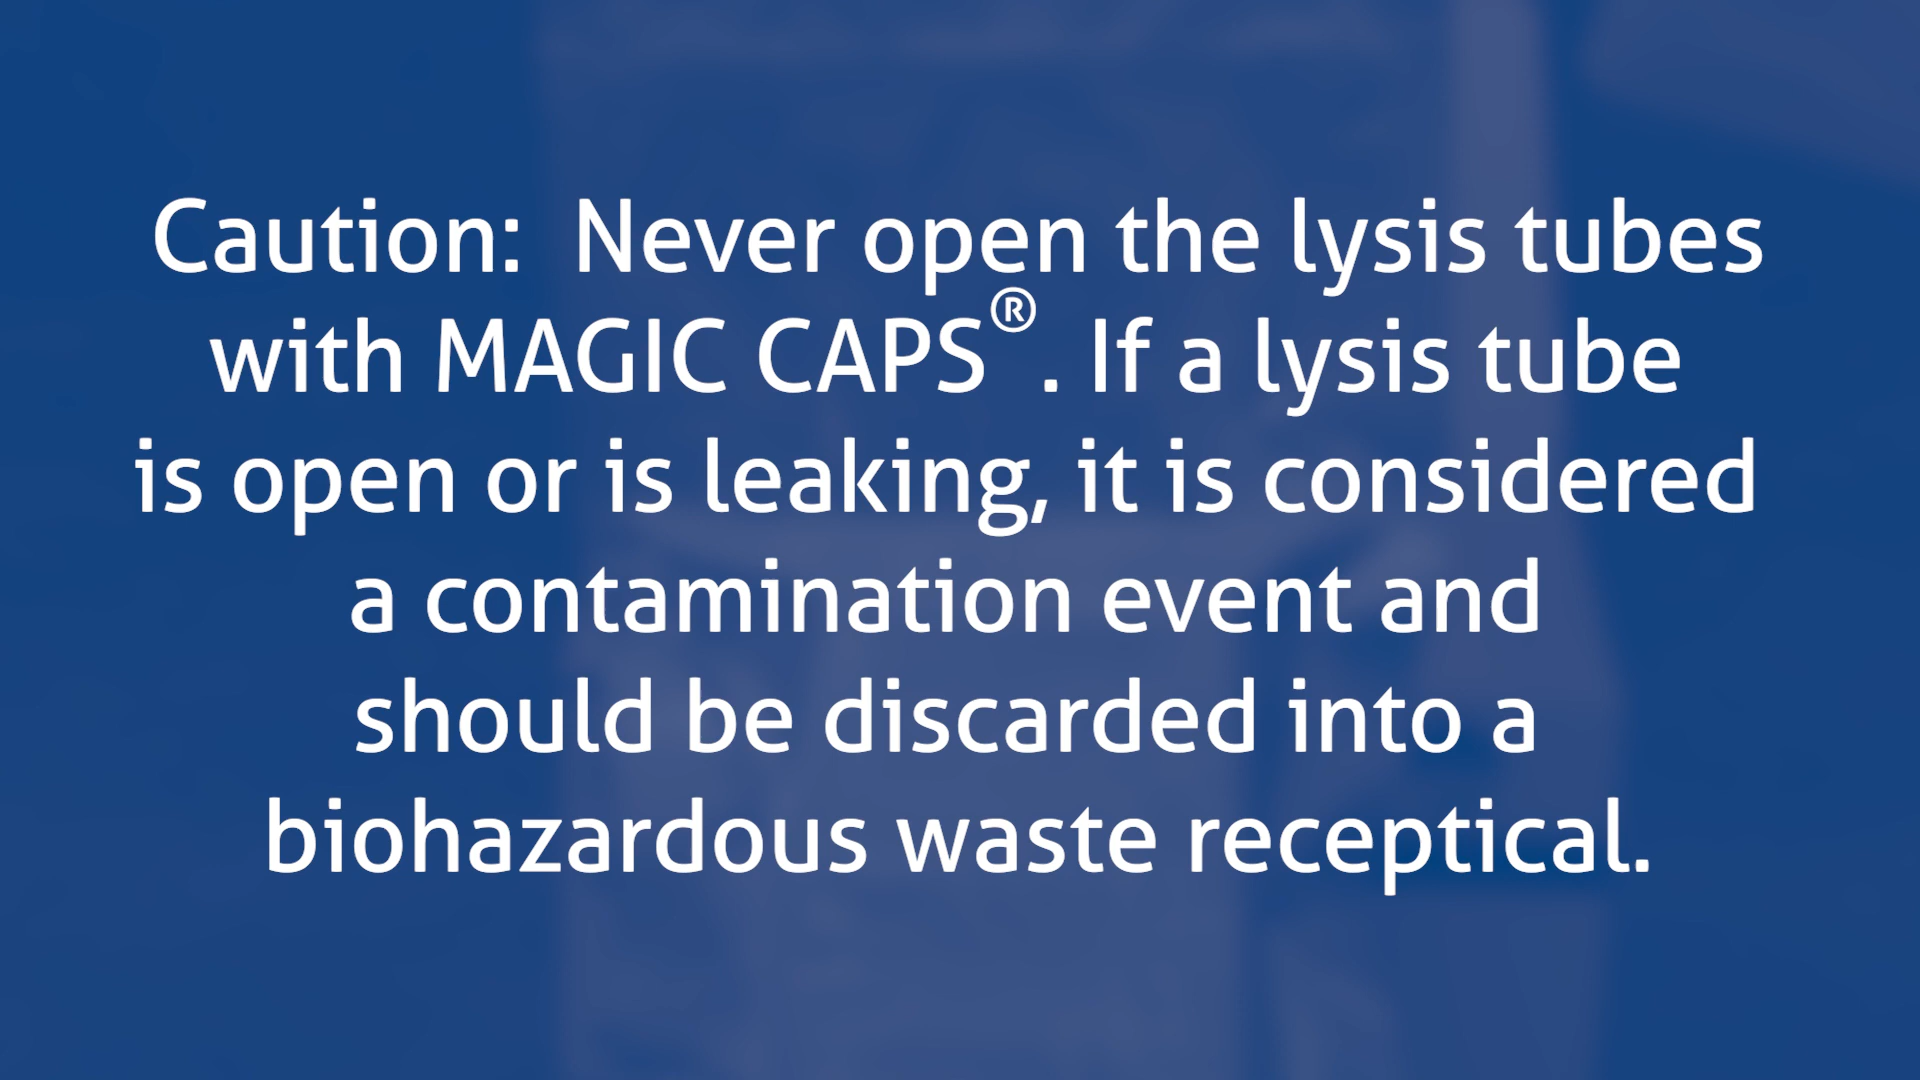 Caution:  Never open the lysis tubes
with MAGIC CAPS®. If a lysis tube
is open or is leaking, it is considered
a contamination event and
should be discarded into a
biohazardous waste receptical.